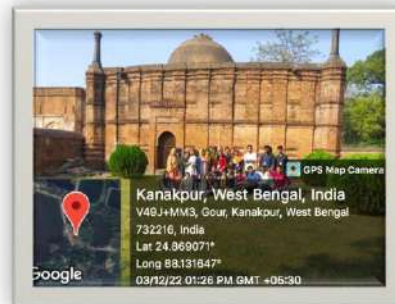 GPS Map Camera
Kanakpur, West Bengal, India
V49J+MM3, Gour, Kanakpur, West Bengal
732216, India
Lat 24.869071°
Long 88.131647°
03/12/22 01:26 PM GMT +05:30
Google